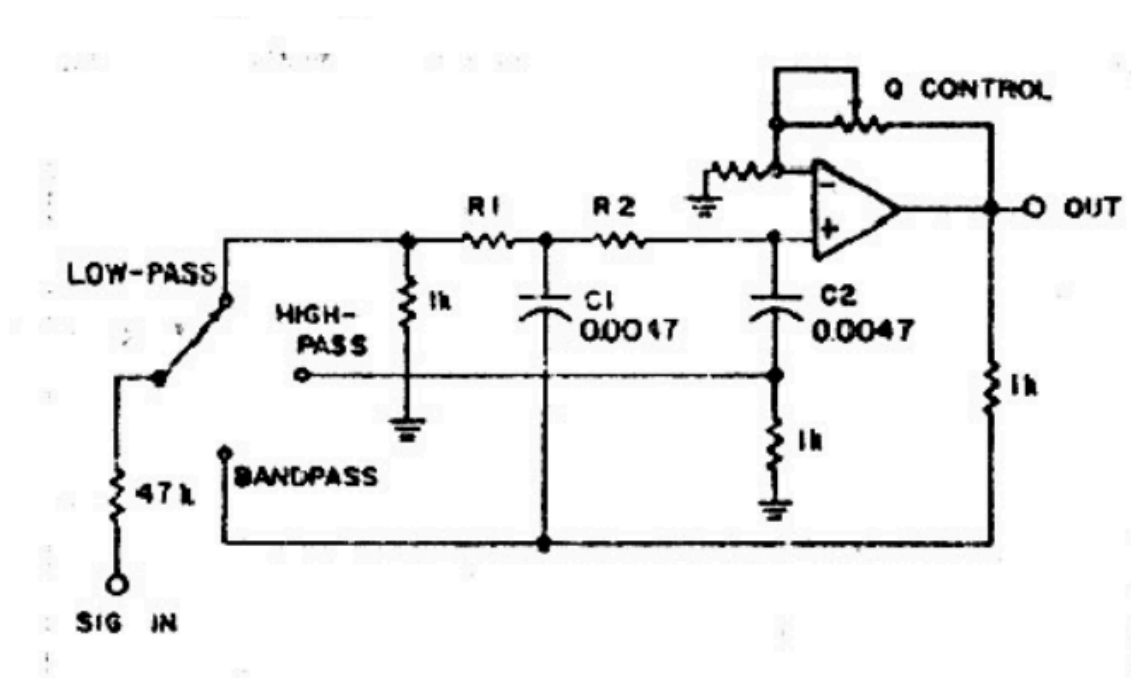 Q CONTROL
-
+
OUT
R1
R2
LOW-PASS
1k
HIGH-
PASS
C1
0.0047
C2
0.0047
1k
1k
BANDPASS
47k
SIG IN